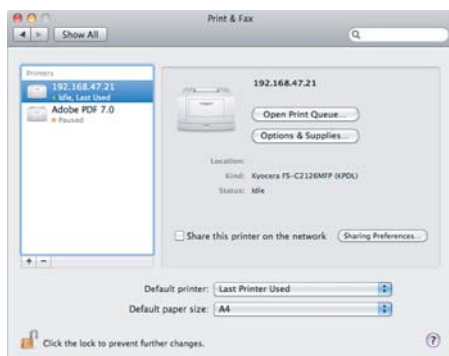 Print & Fax
Show All
Printers
192.168.47.21
Idle, Last Used
Adobe PDF 7.0
Paused
192.168.47.21
Open Print Queue...
Options & Supplies...
Location:
Kind: Kyocera FS-C2126MFP (KPDL)
Status: Idle
Share this printer on the network
Sharing Preferences...
+ −
Default printer: Last Printer Used
Default paper size: A4
Click the lock to prevent further changes.
?